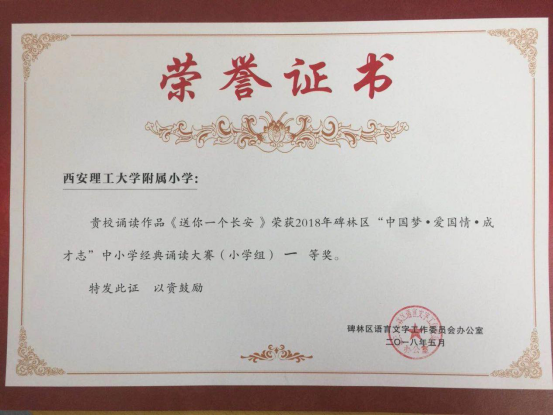 荣誉证书
西安理工大学附属小学：
贵校诵读作品《送你一个长安》荣获2018年碑林区“中国梦·爱国情·成
才志”中小学经典诵读大赛（小学组） 一 等奖。
特发此证 以资鼓励
碑林区语言文字工作委员会办公室
二〇一八年五月
办公室